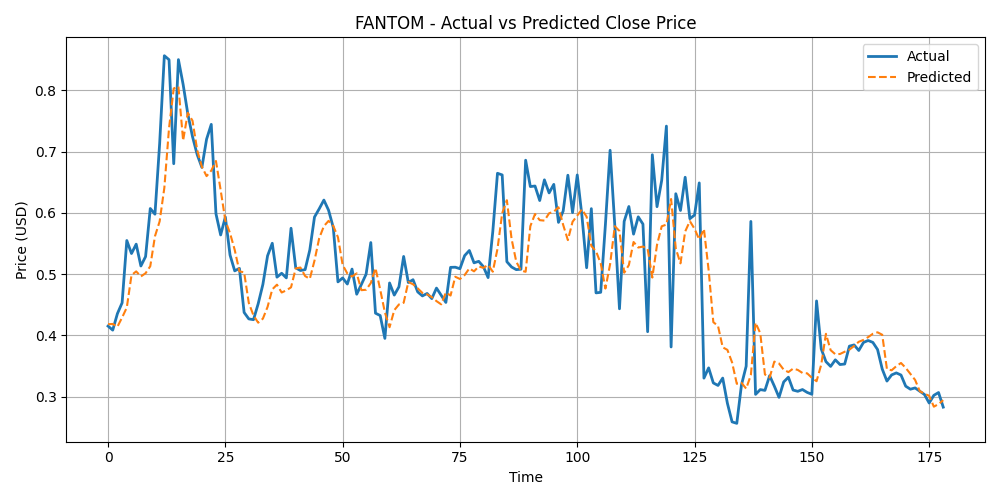 FANTOM - Actual vs Predicted Close Price
Actual
Predicted
Price (USD)
0.8
0.7
0.6
0.5
0.4
0.3
0 25 50 75 100 125 150 175
Time